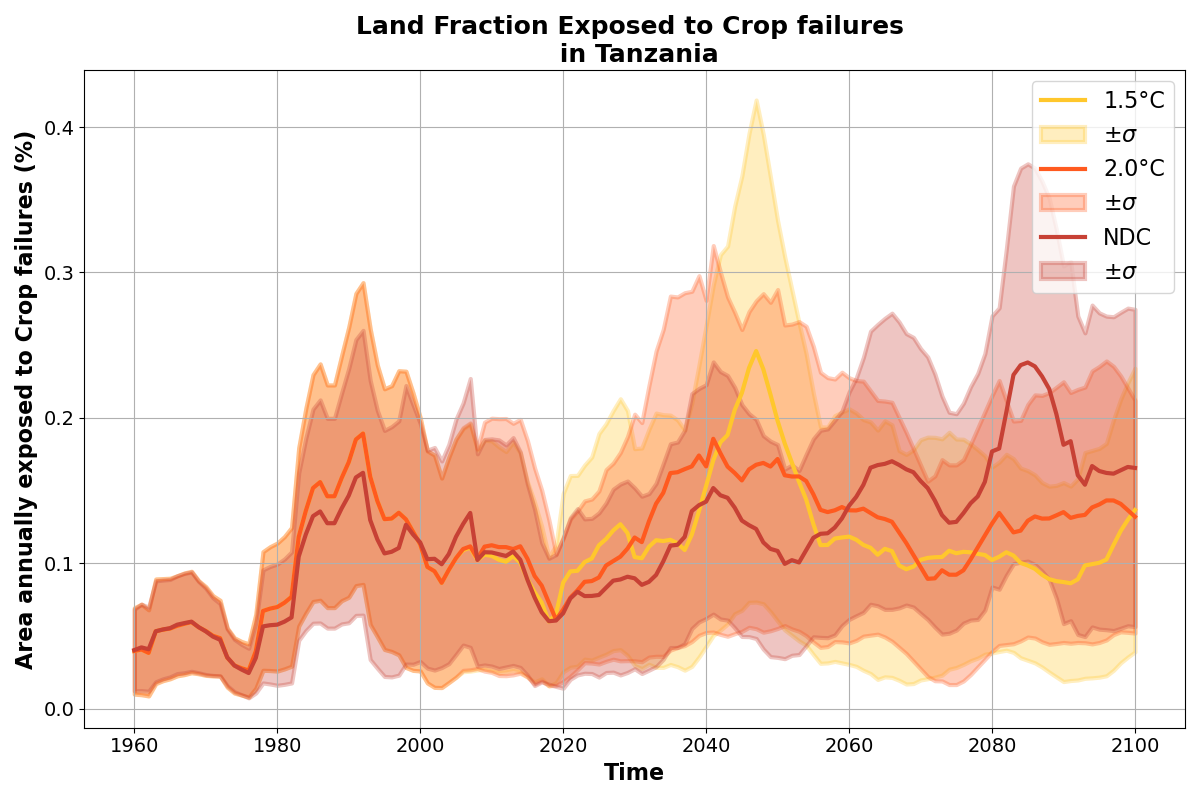 Land Fraction Exposed to Crop failures
in Tanzania
Area annually exposed to Crop failures (%)
0.4
0.3
0.2
0.1
0.0
1960 1980 2000 2020 2040 2060 2080 2100
Time
1.5°C
±σ
2.0°C
±σ
NDC
±σ